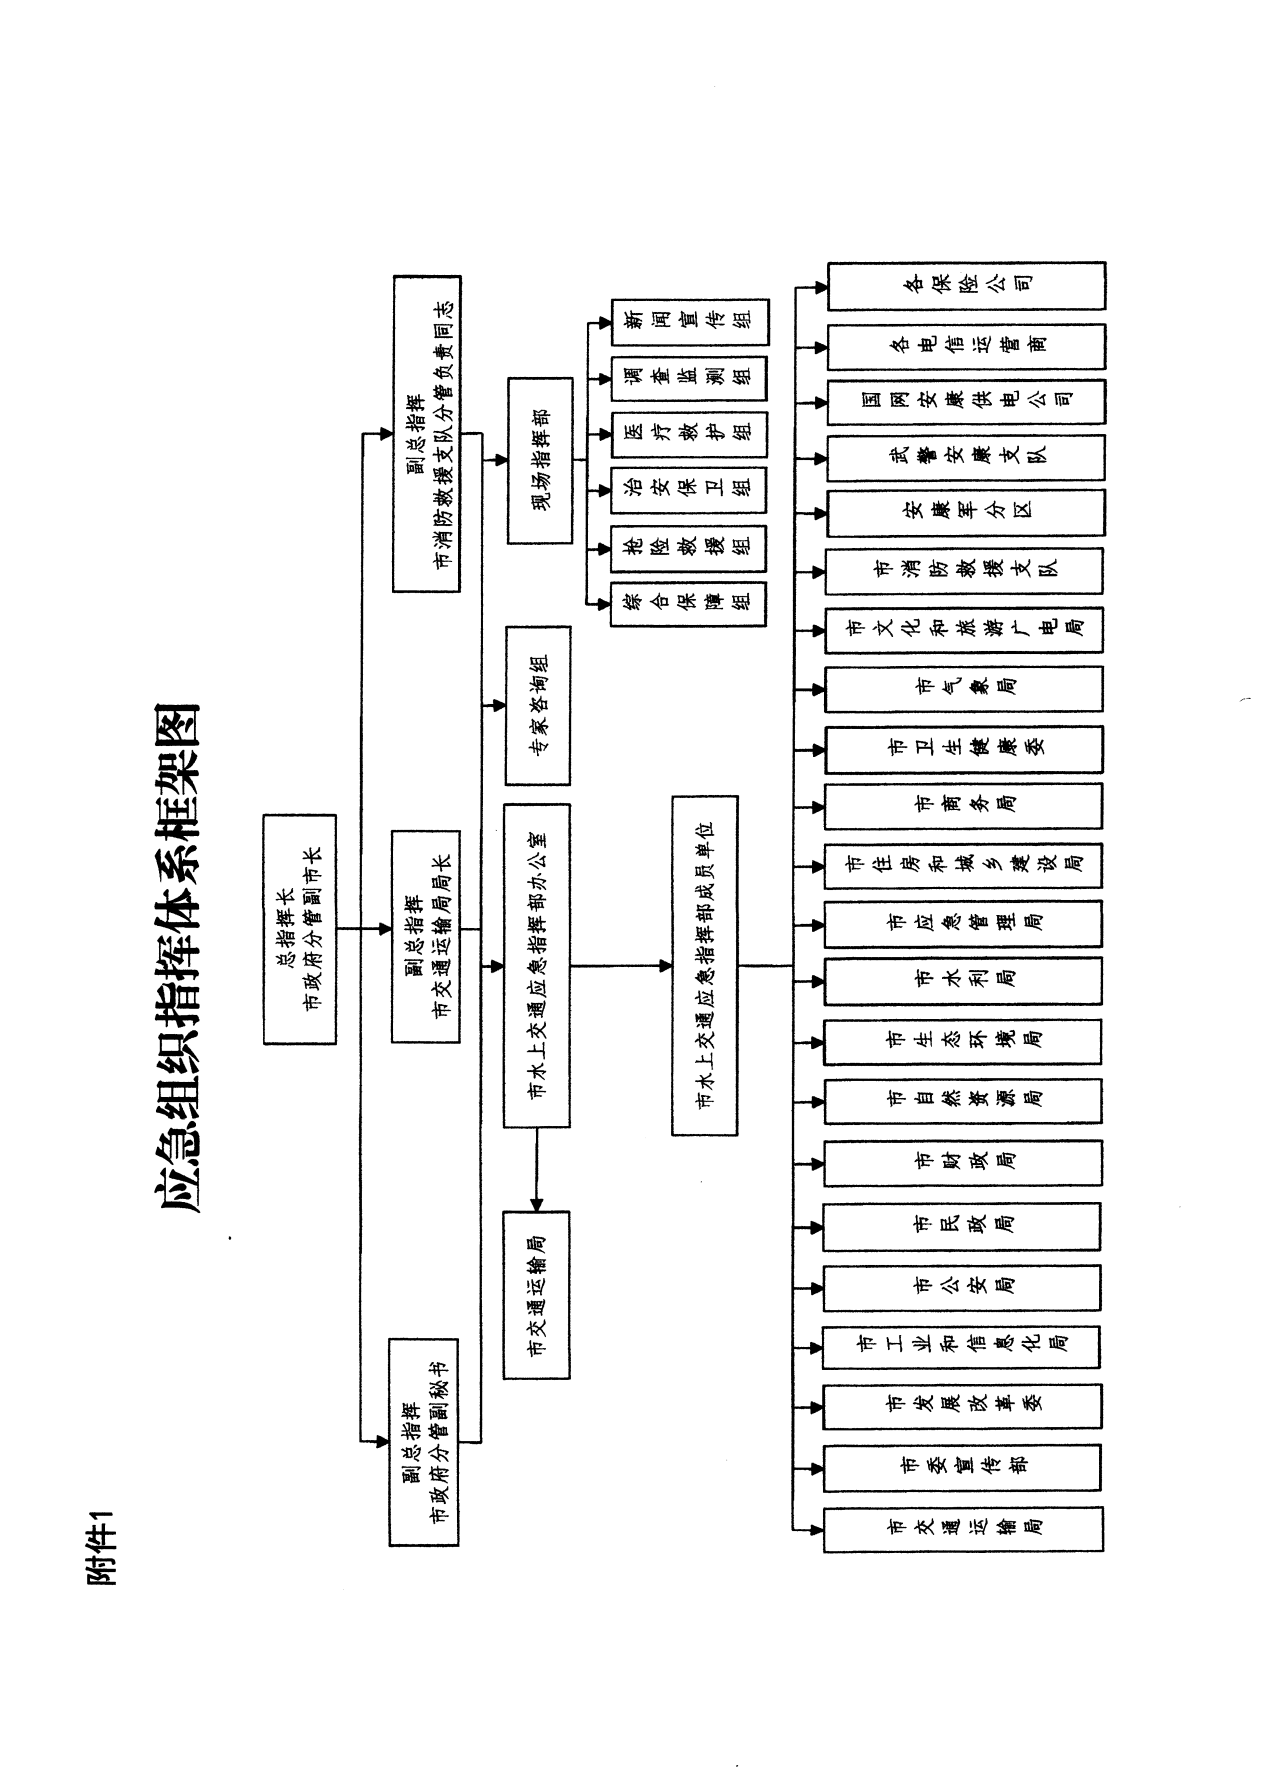 附件1
应急组织指挥体系框架图
总指挥长
市政府分管副市长
副总指挥
市政府分管副秘书
副总指挥
市交通运输局局长
副总指挥
市消防救援支队分管负责同志
市交通运输局
市水上交通应急指挥部办公室
专家咨询组
现场指挥部
综合保障组
抢险救援组
治安保卫组
医疗救护组
调查监测组
新闻宣传组
市水上交通应急指挥部成员单位
市交通运输局
市委宣传部
市发展改革委
市工业和信息化局
市公安局
市民政局
市财政局
市自然资源局
市生态环境局
市水利局
市应急管理局
市住房和城乡建设局
市商务局
市卫生健康委
市气象局
市文化和旅游广电局
市消防救援支队
安康军分区
武警安康支队
国网安康供电公司
各电信运营商
各保险公司